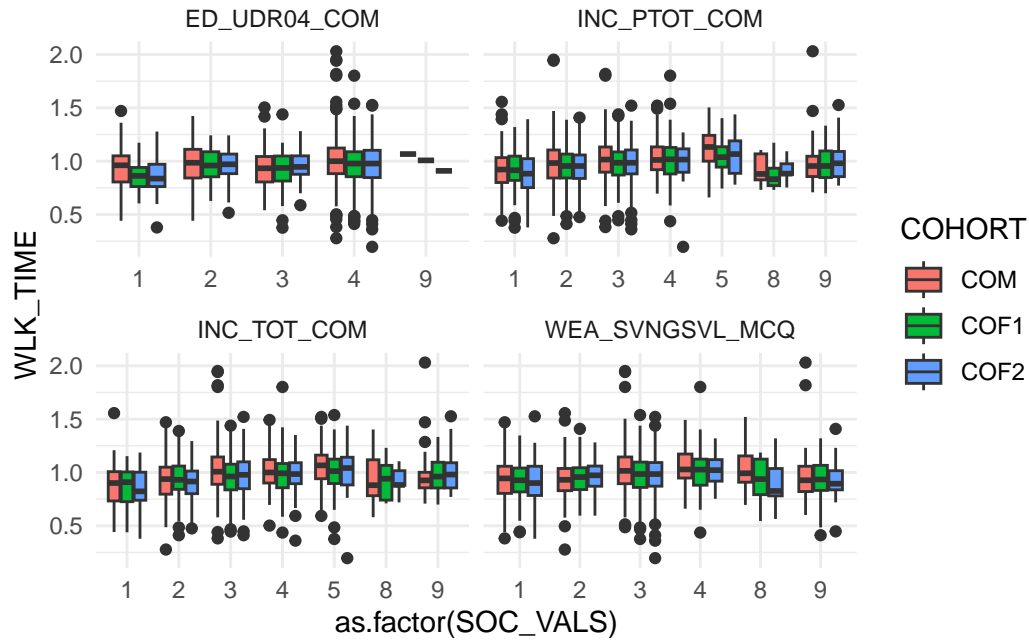 ED_UDR04_COM INC_PTOT_COM
2.0
1.5
1.0
0.5
1 2 3 4 9 1 2 3 4 5 8 9
INC_TOT_COM WEA_SVNGSVL_MCQ
2.0
1.5
1.0
0.5
1 2 3 4 5 8 9 1 2 3 4 8 9
as.factor(SOC_VALS)
WLK_TIME
COHORT
COM
COF1
COF2